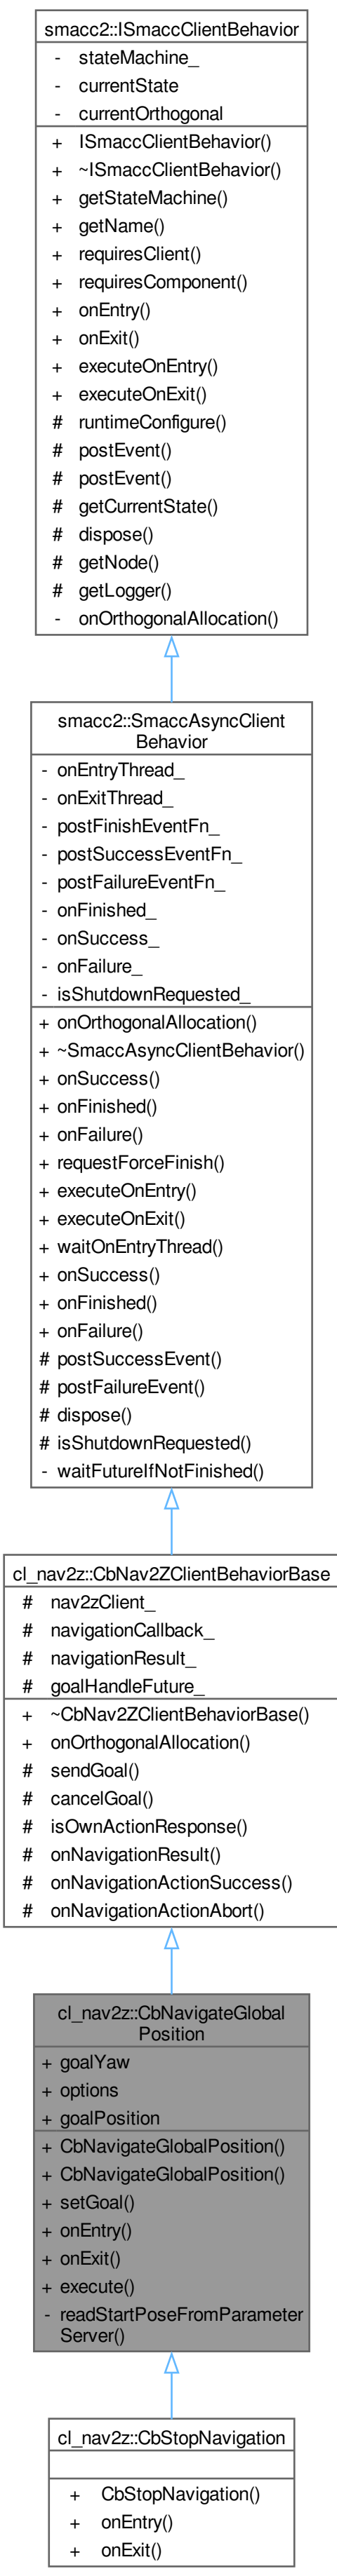 smacc2::ISmaccClientBehavior
- stateMachine_
- currentState
- currentOrthogonal
+ ISmaccClientBehavior()
+ ~ISmaccClientBehavior()
+ getStateMachine()
+ getName()
+ requiresClient()
+ requiresComponent()
+ onEntry()
+ onExit()
+ executeOnEntry()
+ executeOnExit()
# runtimeConfigure()
# postEvent()
# postEvent()
# getCurrentState()
# dispose()
# getNode()
# getLogger()
- onOrthogonalAllocation()
smacc2::SmaccAsyncClient
Behavior
- onEntryThread_
- onExitThread_
- postFinishEventFn_
- postSuccessEventFn_
- postFailureEventFn_
- onFinished_
- onSuccess_
- onFailure_
- isShutdownRequested_
+ onOrthogonalAllocation()
+ ~SmaccAsyncClientBehavior()
+ onSuccess()
+ onFinished()
+ onFailure()
+ requestForceFinish()
+ executeOnEntry()
+ executeOnExit()
+ waitOnEntryThread()
+ onSuccess()
+ onFinished()
+ onFailure()
# postSuccessEvent()
# postFailureEvent()
# dispose()
# isShutdownRequested()
- waitFutureIfNotFinished()
cl_nav2z::CbNav2ZClientBehaviorBase
# nav2zClient_
# navigationCallback_
# navigationResult_
# goalHandleFuture_
+ ~CbNav2ZClientBehaviorBase()
+ onOrthogonalAllocation()
# sendGoal()
# cancelGoal()
# isOwnActionResponse()
# onNavigationResult()
# onNavigationActionSuccess()
# onNavigationActionAbort()
cl_nav2z::CbNavigateGlobal
Position
+ goalYaw
+ options
+ goalPosition
+ CbNavigateGlobalPosition()
+ CbNavigateGlobalPosition()
+ setGoal()
+ onEntry()
+ onExit()
+ execute()
- readStartPoseFromParameter
Server()
cl_nav2z::CbStopNavigation
+ CbStopNavigation()
+ onEntry()
+ onExit()